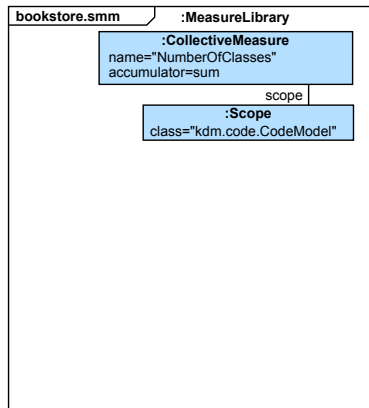 bookstore.smm :MeasureLibrary
:CollectiveMeasure
name="NumberOfClasses"
accumulator=sum
scope
:Scope
class="kdm.code.CodeModel"